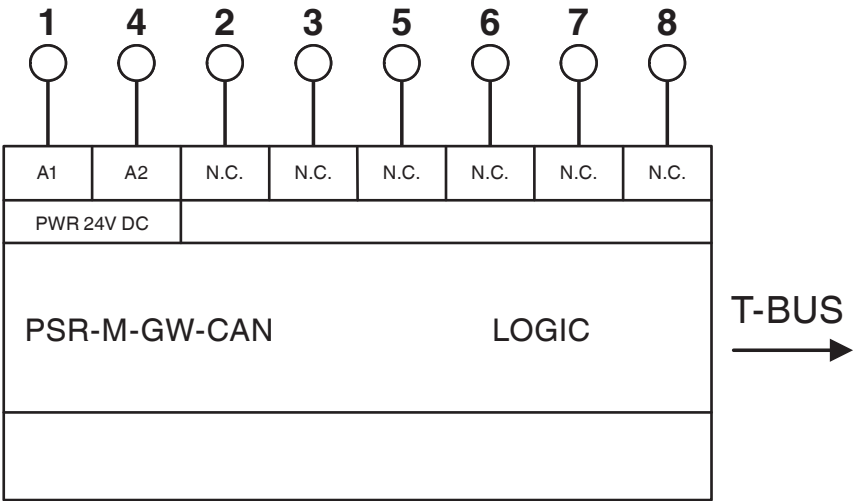 1 4 2 3 5 6 7 8
A1 A2 N.C. N.C. N.C. N.C. N.C. N.C.
PWR 24V DC
PSR-M-GW-CAN LOGIC
T-BUS